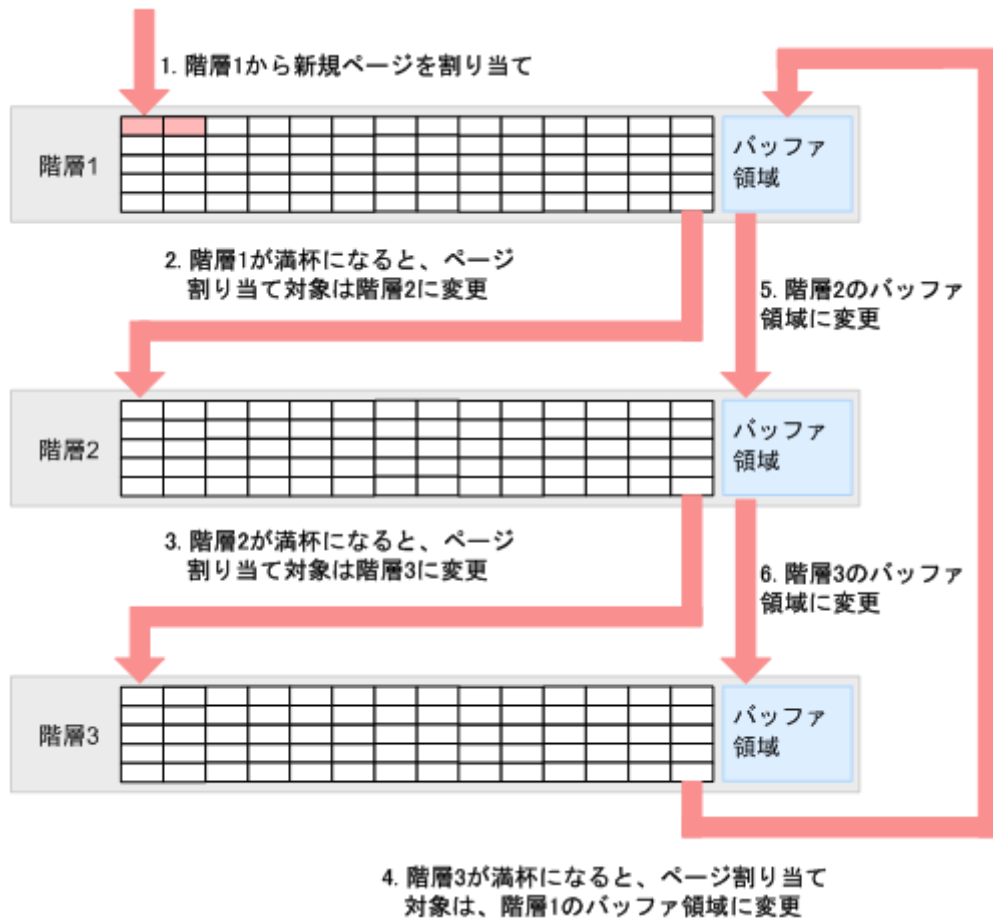 1. 階層1から新規ページを割り当て
階層1
バッファ
領域
2. 階層1が満杯になると、ページ
割り当て対象は階層2に変更
5. 階層2のバッファ
領域に変更
階層2
バッファ
領域
3. 階層2が満杯になると、ページ
割り当て対象は階層3に変更
6. 階層3のバッファ
領域に変更
階層3
バッファ
領域
4. 階層3が満杯になると、ページ割り当て
対象は、階層1のバッファ領域に変更